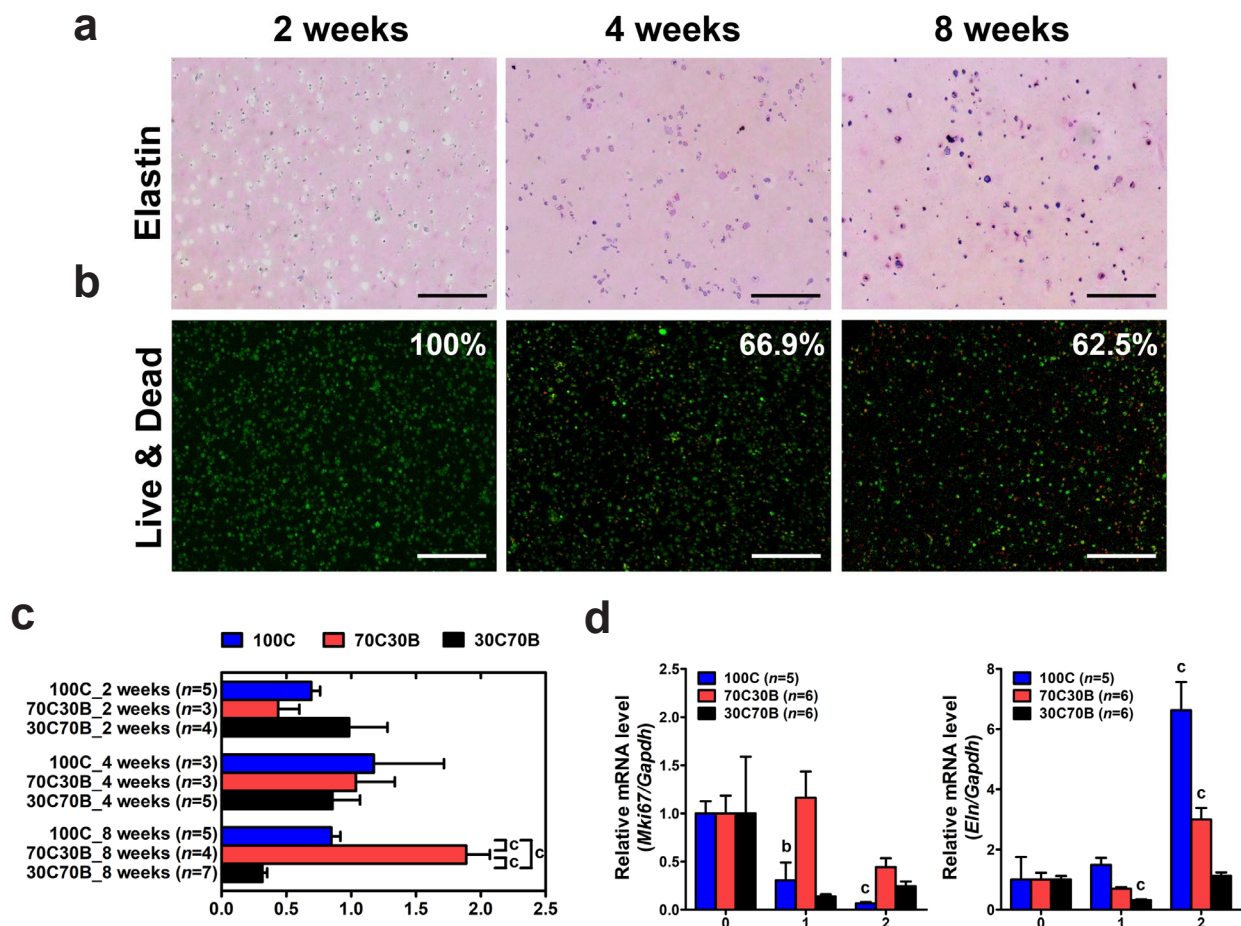 a
2 weeks
4 weeks
8 weeks
Elastin
b
Live & Dead
100%
66.9%
62.5%
c
100C
70C30B
30C70B
100C_2 weeks (n=5)
70C30B_2 weeks (n=3)
30C70B_2 weeks (n=4)
100C_4 weeks (n=3)
70C30B_4 weeks (n=3)
30C70B_4 weeks (n=5)
100C_8 weeks (n=5)
70C30B_8 weeks (n=4)
30C70B_8 weeks (n=7)
c
c
c
0.0
0.5
1.0
1.5
2.0
2.5
d
Relative mRNA level
(Mki67/Gapdh)
2.5
2.0
1.5
1.0
0.5
0.0
100C (n=5)
70C30B (n=6)
30C70B (n=6)
b
c
0
1
2
Relative mRNA level
(Eln/Gapdh)
8
6
4
2
0
100C (n=5)
70C30B (n=6)
30C70B (n=6)
c
c
c
0
1
2